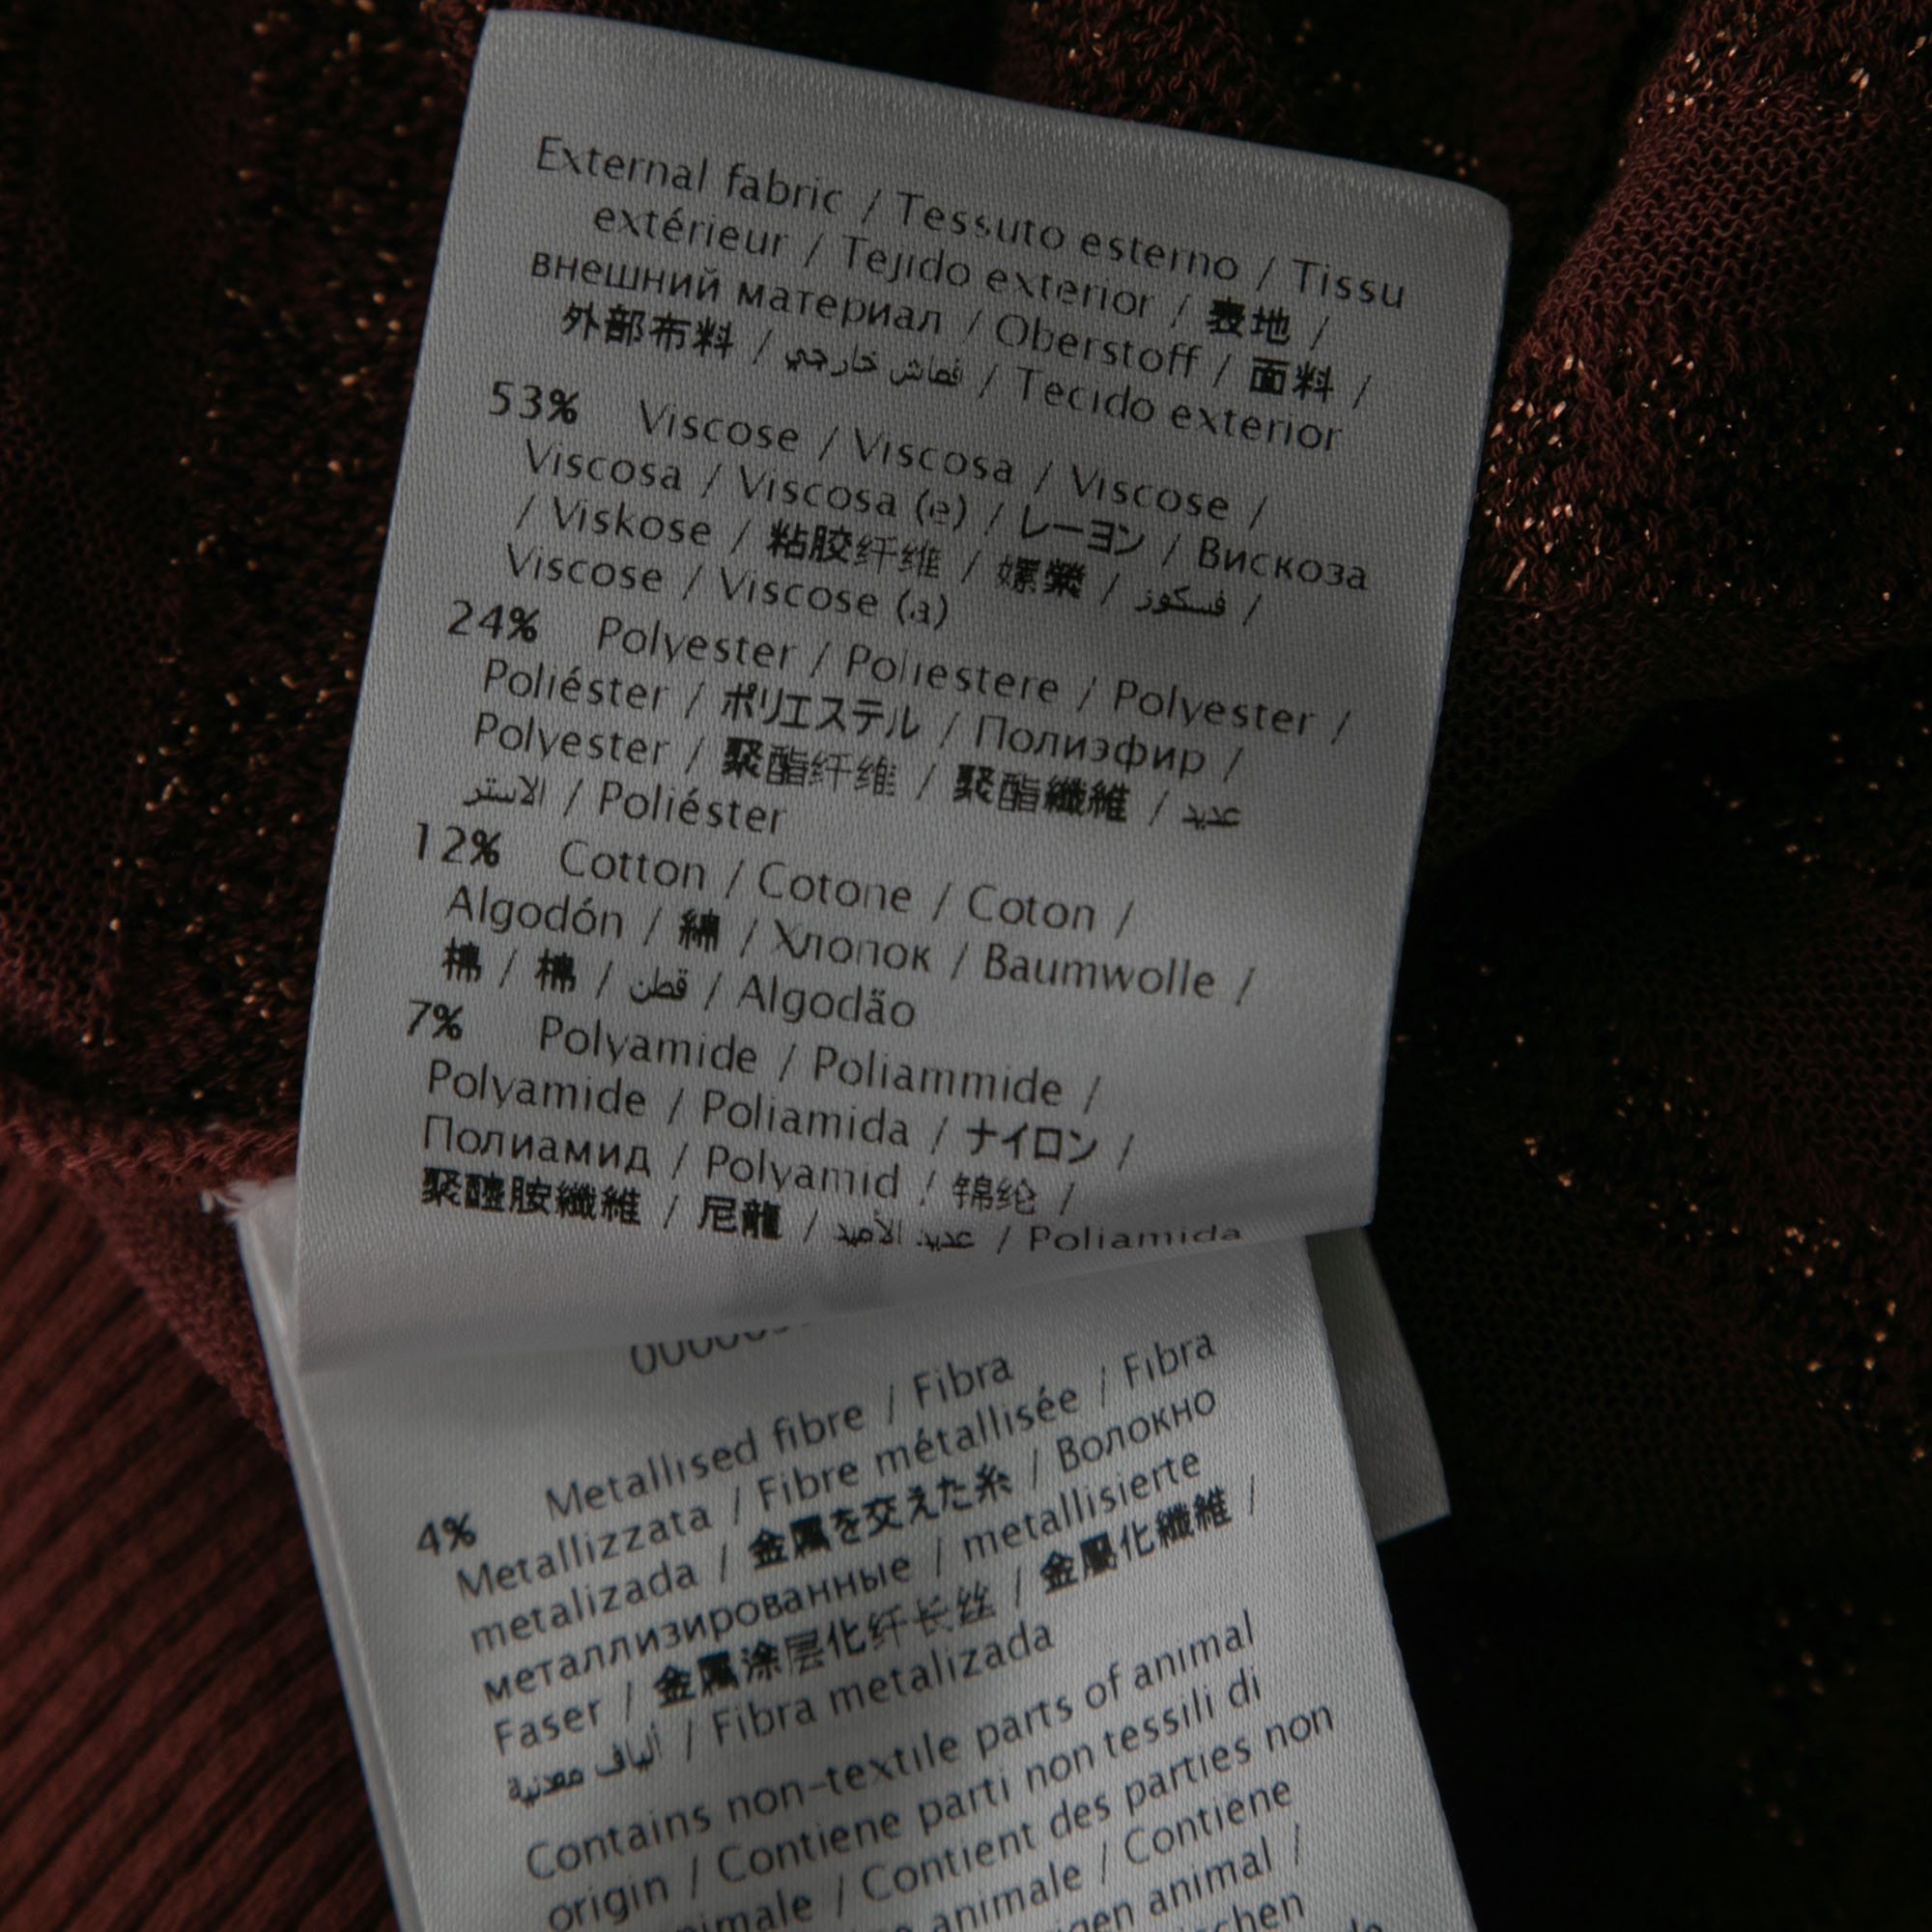 External fabric / Tessuto esterno / Tissu
extérieur / Tejido exterior / 表地 /
внешний материал / Oberstoff / 面料 /
外部布料 / قماش خارجي / Tecido exterior
53% Viscose / Viscosa / Viscose /
Viscosa / Viscosa (e) / レーヨン / Вискоза
/ Viskose / 粘胶纤维 / 嫘縈 / فسكوز /
Viscose / Viscose (a)
24% Polyester / Poliestere / Polyester /
Poliéster / ポリエステル / Полиэфир /
Polyester / 聚酯纤维 / 聚酯纖維 / عديد
الاستر / Poliéster
12% Cotton / Cotone / Coton /
Algodón / 綿 / Хлопок / Baumwolle /
棉 / 棉 / قطن / Algodão
7% Polyamide / Poliammide /
Polyamide / Poliamida / ナイロン /
Полиамид / Polyamid / 锦纶 /
聚醯胺纖維 / 尼龍 / عديد الأميد / Poliamida
4% Metallised fibre / Fibra
Metallizzata / Fibre métallisée / Fibra
metalizada / 金属を交えた糸 / Волокно
металлизированные / metallisierte
Faser / 金属涂层化纤长丝 / 金屬化纖維 /
ألياف معدنية / Fibra metalizada
Contains non-textile parts of animal
origin / Contiene parti non tessili di
/ Contient des parties non
animale / Contiene
animal /